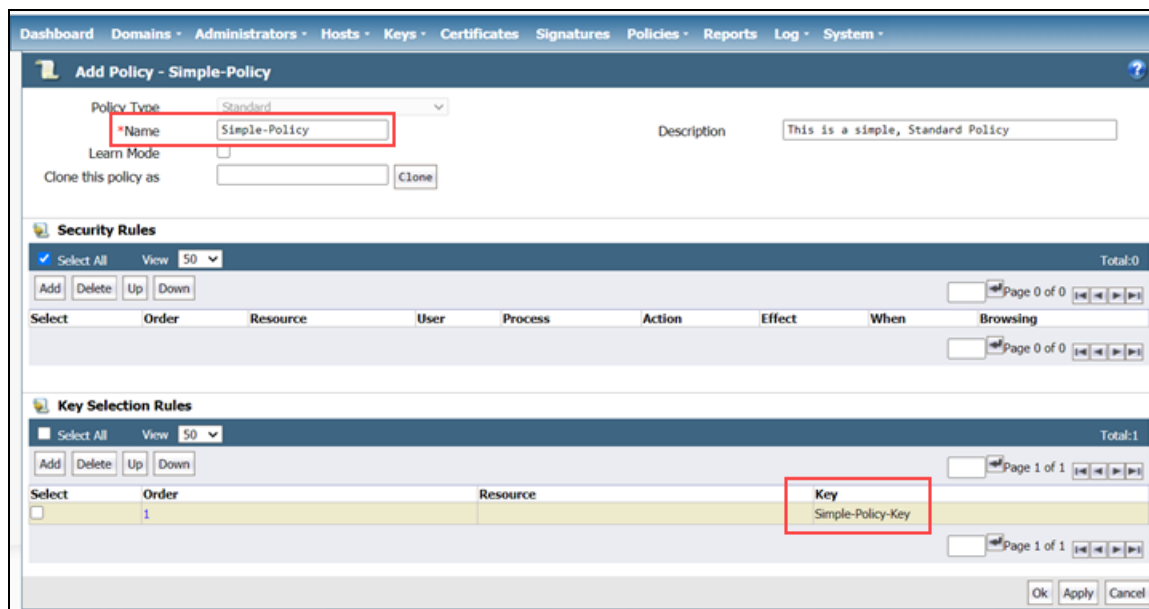 Dashboard Domains Administrators Hosts Keys Certificates Signatures Policies Reports Log System
Add Policy - Simple-Policy ?
Policy Type Standard
*Name Simple-Policy Description This is a simple, Standard Policy
Learn Mode
Clone this policy as Clone
Security Rules
Select All View 50 Total:0
Add Delete Up Down Page 0 of 0
Select Order Resource User Process Action Effect When Browsing
Page 0 of 0
Key Selection Rules
Select All View 50 Total:1
Add Delete Up Down Page 1 of 1
Select Order Resource Key
1 Simple-Policy-Key
Page 1 of 1
Ok Apply Cancel